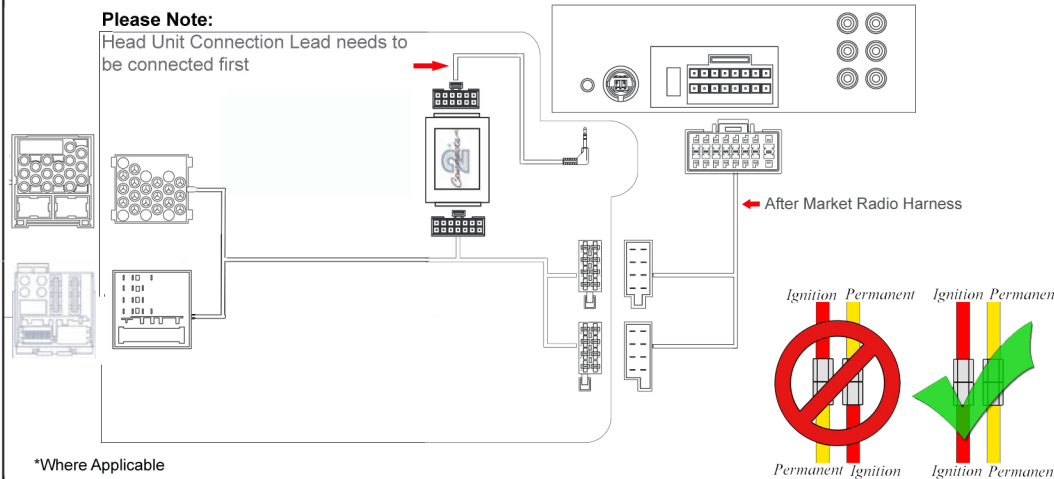 Please Note:
Head Unit Connection Lead needs to
be connected first
Connects2
After Market Radio Harness
Ignition Permanent
Ignition Permanen
Permanent Ignition
Ignition Permanen
*Where Applicable